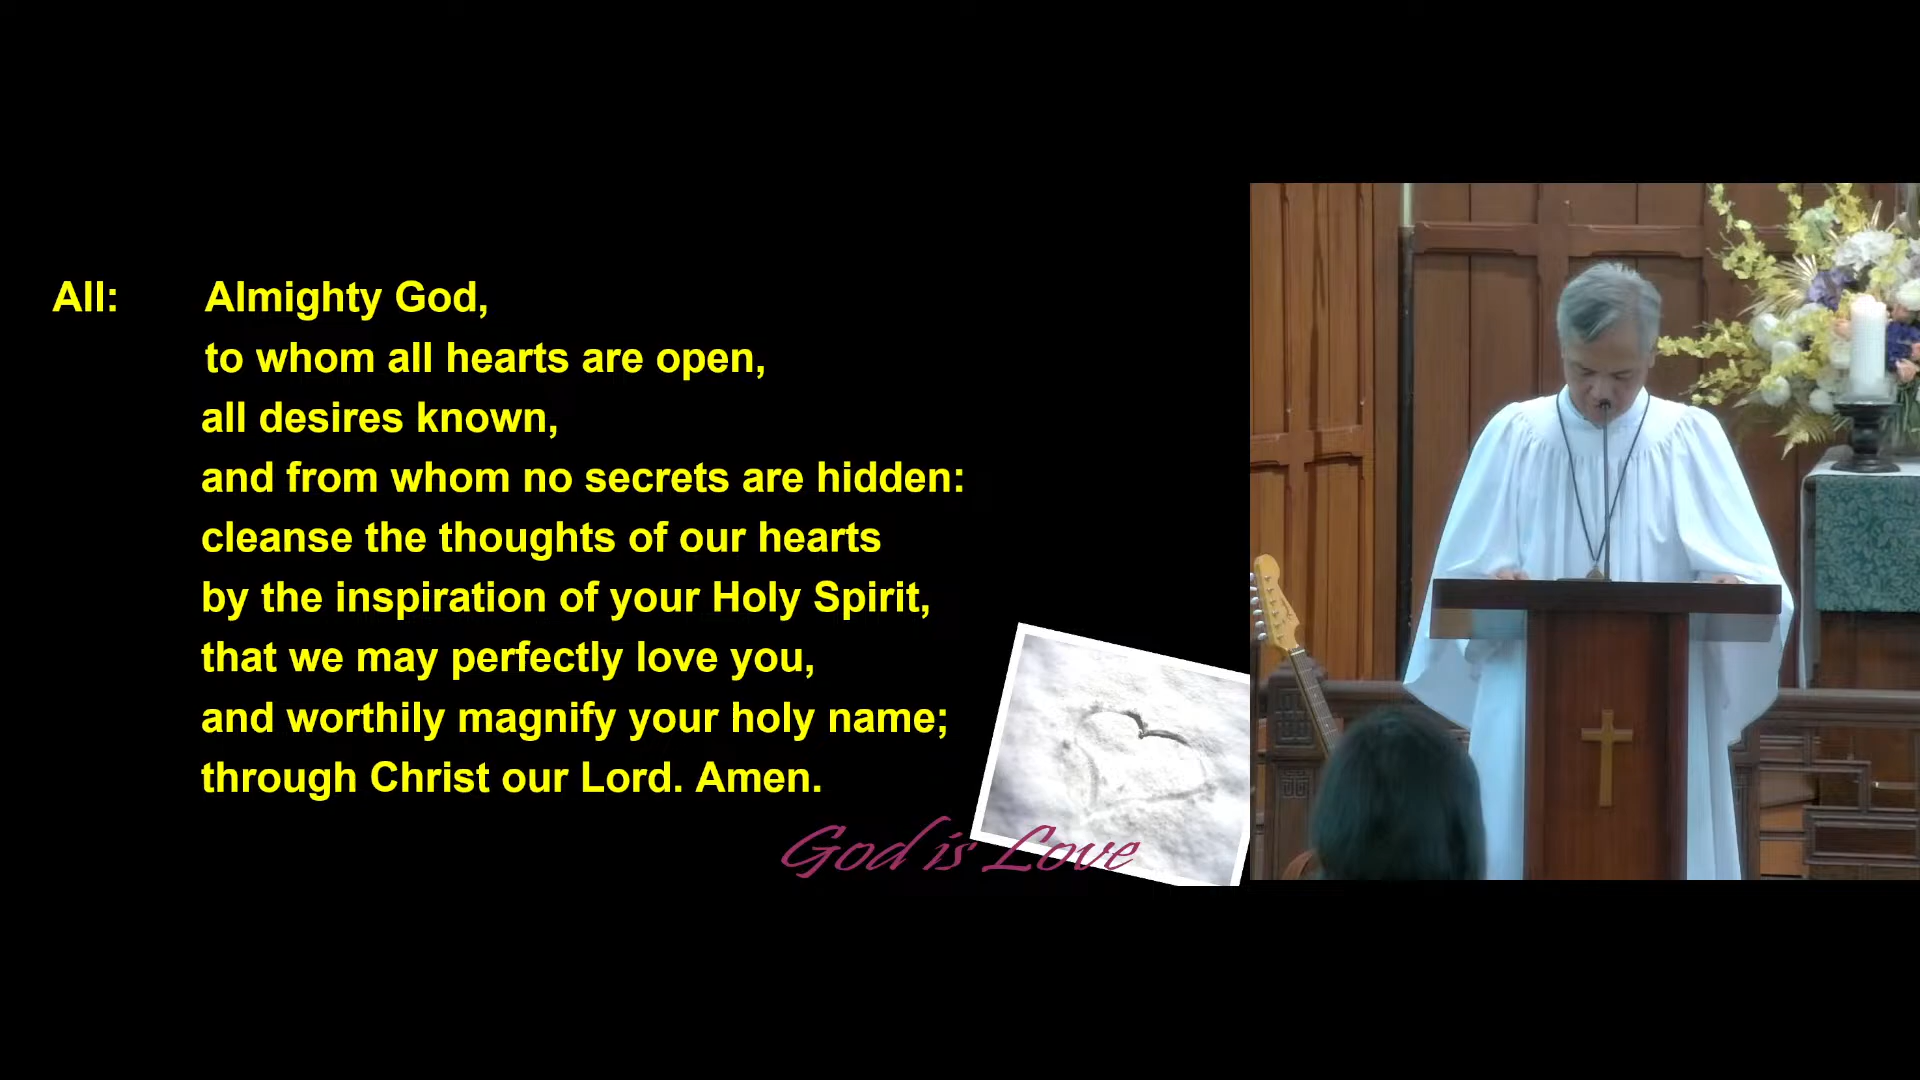 All: Almighty God,
to whom all hearts are open,
all desires known,
and from whom no secrets are hidden:
cleanse the thoughts of our hearts
by the inspiration of your Holy Spirit,
that we may perfectly love you,
and worthily magnify your holy name;
through Christ our Lord. Amen.
God is Love